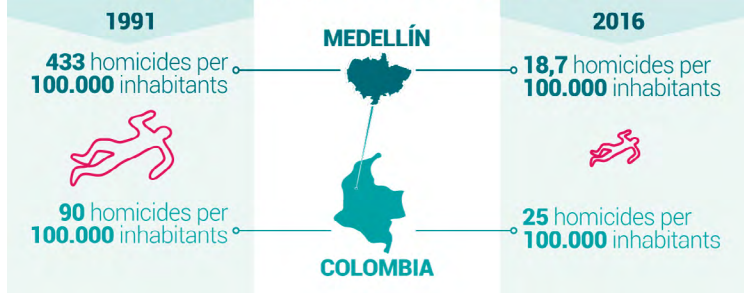 1991
433 homicides per
100.000 inhabitants
90 homicides per
100.000 inhabitants
MEDELLÍN
COLOMBIA
2016
18,7 homicides per
100.000 inhabitants
25 homicides per
100.000 inhabitants